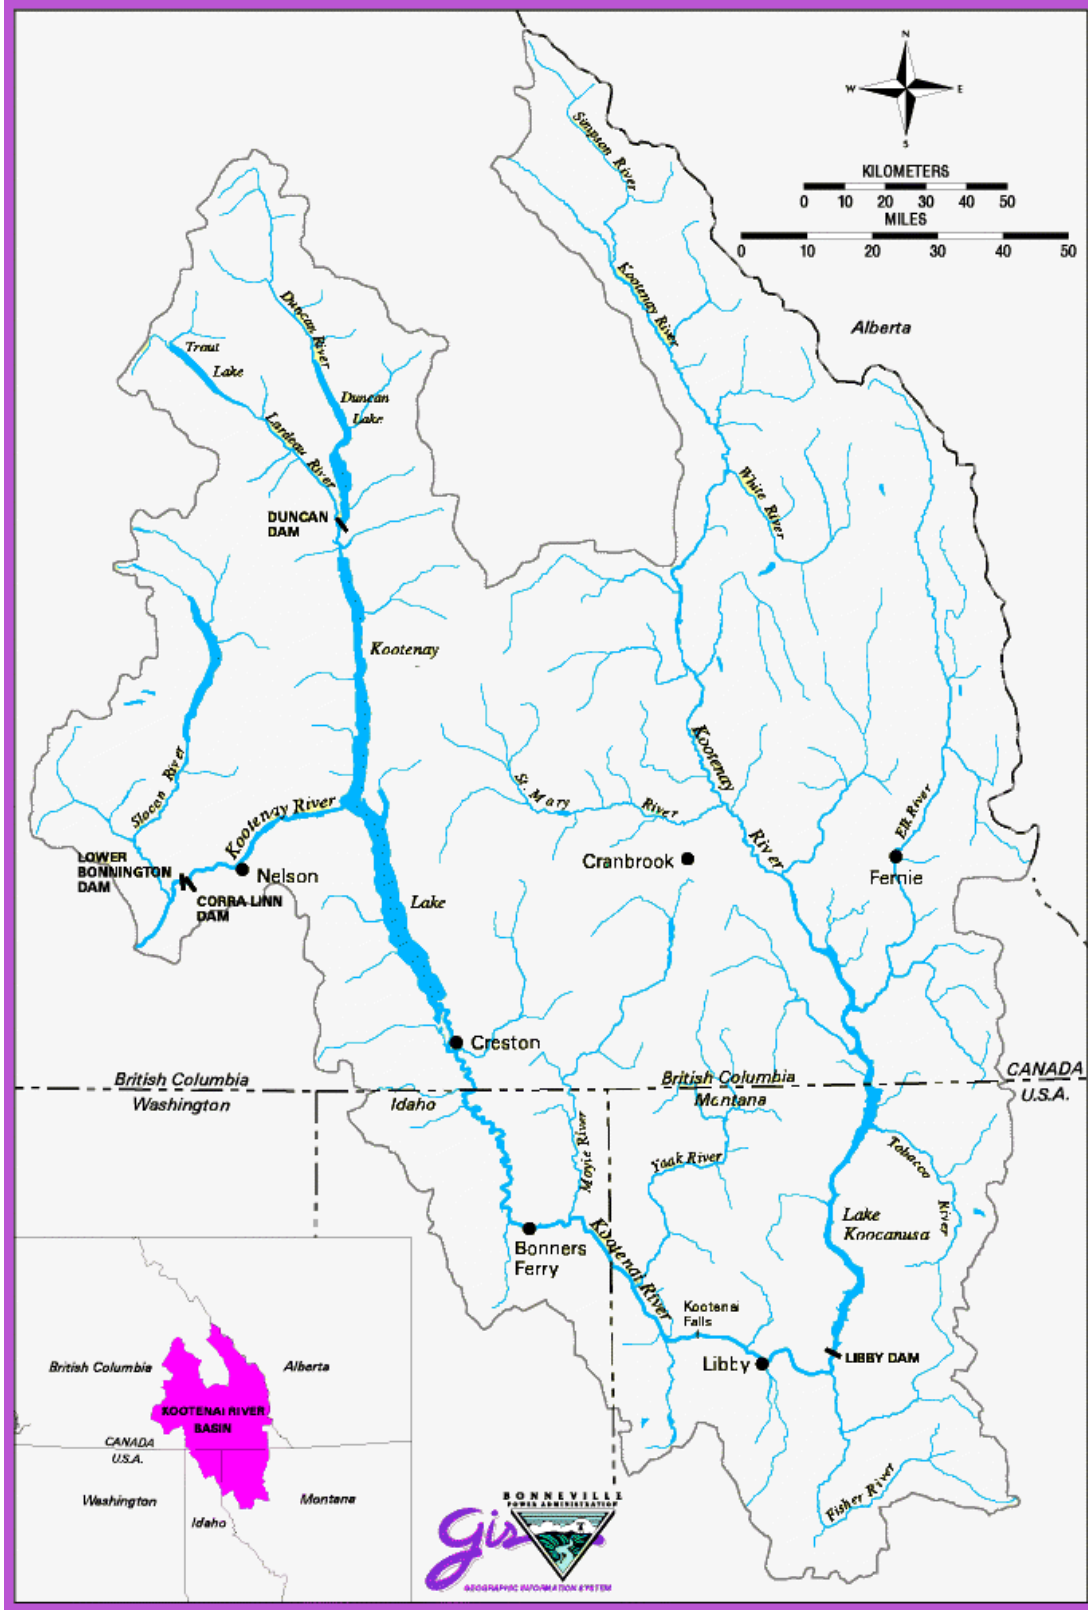 N
W
E
S
KILOMETERS
0 10 20 30 40 50
MILES
0 10 20 30 40 50
Simpson River
Kootenay River
Alberta
Duncan River
Trout
Lake
Duncan
Lake
Lardeau River
White River
DUNCAN
DAM
Kootenay
Kootenay
River
Slocan River
St. Mary
River
Elk River
Kootenay River
LOWER
BONNINGTON
DAM
Nelson
CORRA LINN
DAM
Lake
Cranbrook
Fernie
Creston
British Columbia
Washington
Idaho
British Columbia
Montana
CANADA
U.S.A.
Moyie River
Yaak River
Tobacco
River
Lake
Koocanusa
Bonners
Ferry
Kootenai River
Kootenai
Falls
Libby
LIBBY DAM
Fisher River
British Columbia
Alberta
KOOTENAI RIVER
BASIN
CANADA
U.S.A.
Washington
Idaho
Montana
BONNEVILLE
POWER ADMINISTRATION
Gis
GEOGRAPHIC INFORMATION SYSTEM